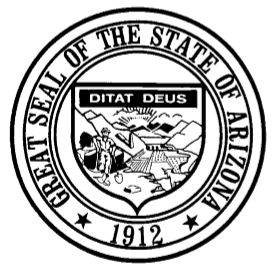 GREAT SEAL OF THE STATE OF ARIZONA
DITAT DEUS
1912